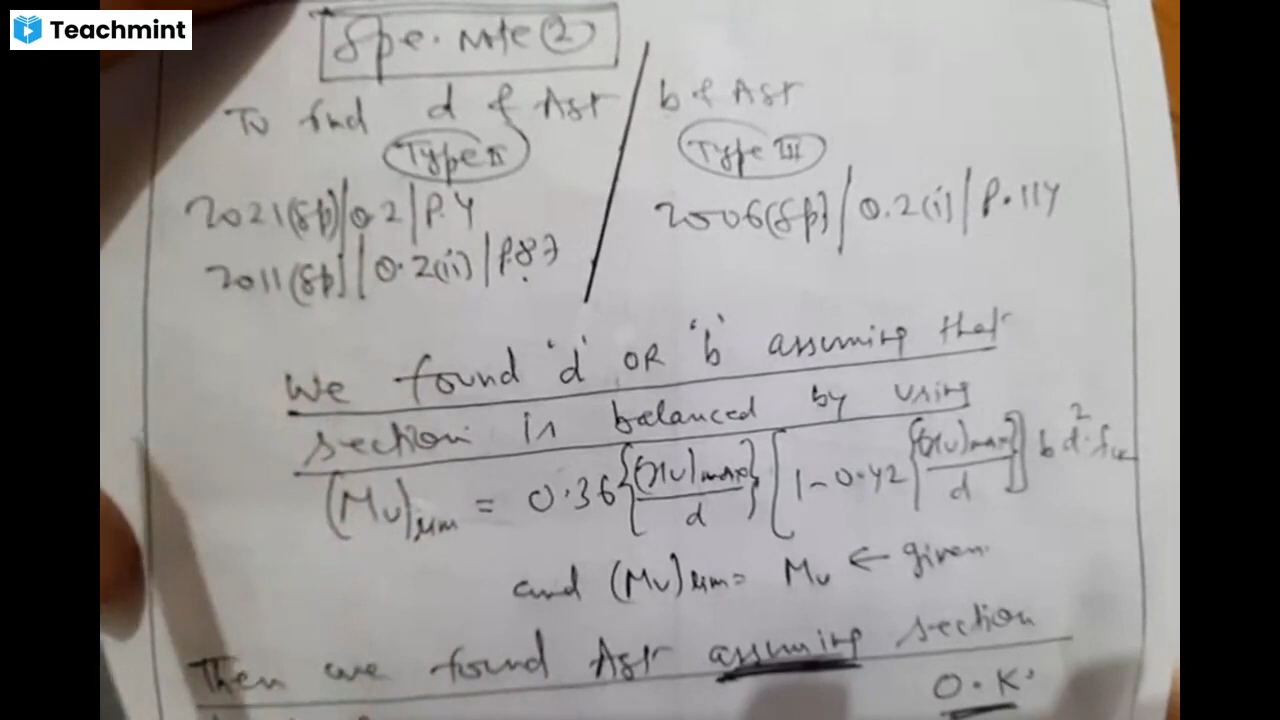 Teachmint
Spe. Note (2)
To find d & Ast / b & Ast
Type II
Type III
2021(Sp)/Q.2/P.4
2006(Sp)/Q.2(i)/P.114
2011(Sp)/Q.2(ii)/P.87
We found 'd' OR 'b' assuming that
section is balanced by using
(Mu)lim = 0.36{(xu)max/d}[1-0.42{(xu)max/d}]bd².fck
and (Mu)lim = Mu ← given
Then we found Ast assuming section
O.K.